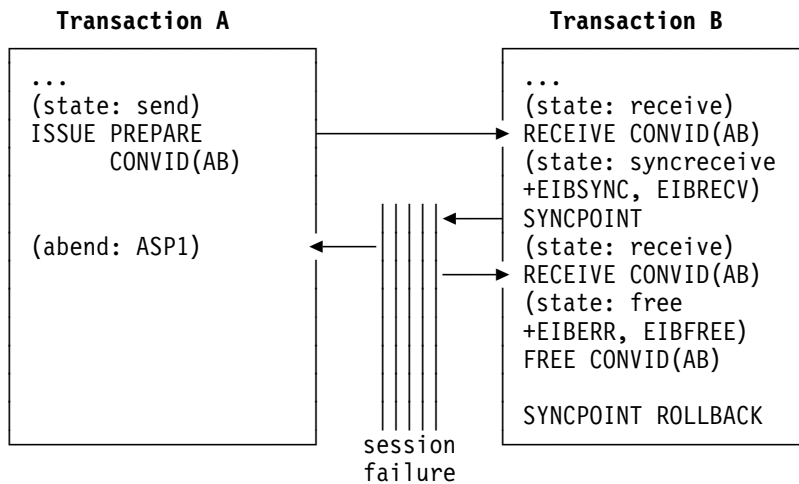 Transaction A
Transaction B
...
(state: send)
ISSUE PREPARE
CONVID(AB)
(abend: ASP1)
...
(state: receive)
RECEIVE CONVID(AB)
(state: syncreceive
+EIBSYNC, EIBRECV)
SYNCPOINT
(state: receive)
RECEIVE CONVID(AB)
(state: free
+EIBERR, EIBFREE)
FREE CONVID(AB)
SYNCPOINT ROLLBACK
session
failure